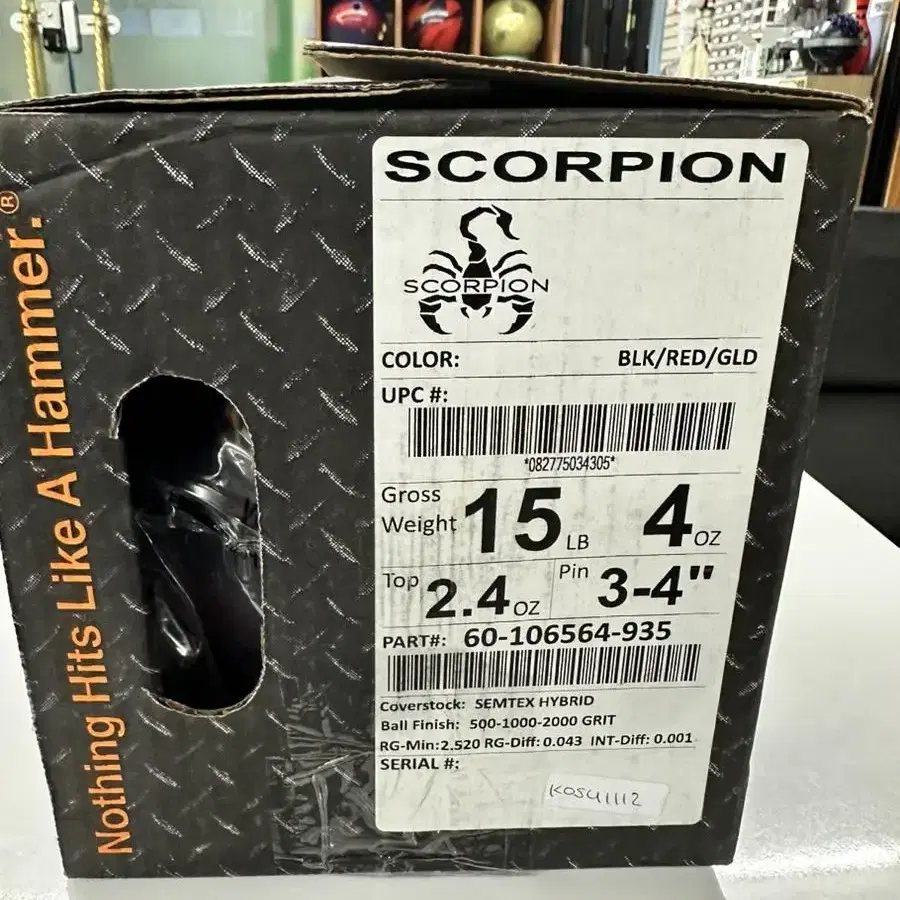 Nothing Hits Like A Hammer.®
SCORPION
SCORPION
COLOR: BLK/RED/GLD
UPC #:
*082775034305*
Gross Weight 15 LB 4 OZ
Top 2.4 OZ Pin 3-4"
PART#: 60-106564-935
Coverstock: SEMTEX HYBRID
Ball Finish: 500-1000-2000 GRIT
RG-Min:2.520 RG-Diff: 0.043 INT-Diff: 0.001
SERIAL #: